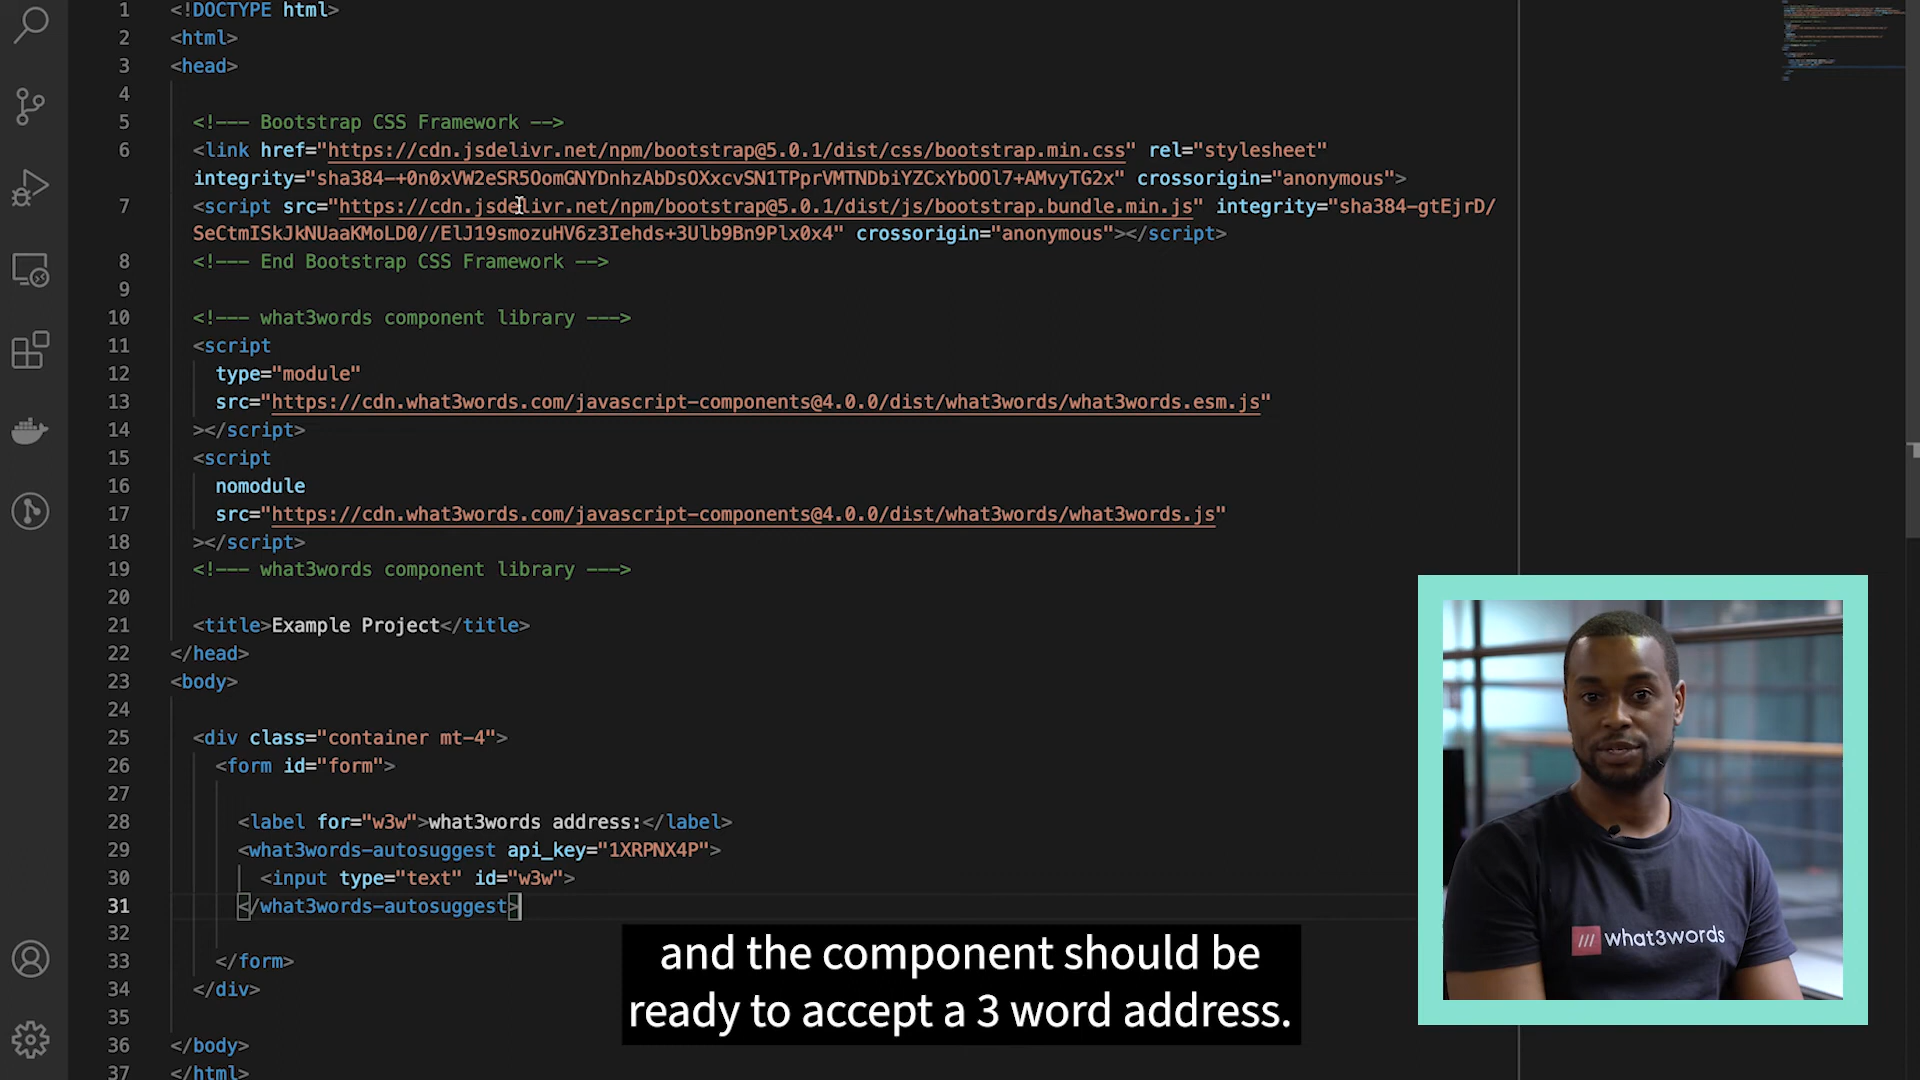 1 <!DOCTYPE html>
2 <html>
3 <head>
4
5 <!--- Bootstrap CSS Framework -->
6 <link href="https://cdn.jsdelivr.net/npm/bootstrap@5.0.1/dist/css/bootstrap.min.css" rel="stylesheet"
integrity="sha384-+0n0xVW2eSR5OomGNYDnhzAbDsOXxcvSN1TPprVMTNDbiYZCxYbOOl7+AMvyTG2x" crossorigin="anonymous">
7 <script src="https://cdn.jsdelivr.net/npm/bootstrap@5.0.1/dist/js/bootstrap.bundle.min.js" integrity="sha384-gtEjrD/
SeCtmISkJkNUaaKMoLD0//ElJ19smozuHV6z3Iehds+3Ulb9Bn9Plx0x4" crossorigin="anonymous"></script>
8 <!--- End Bootstrap CSS Framework -->
9
10 <!--- what3words component library --->
11 <script
12 type="module"
13 src="https://cdn.what3words.com/javascript-components@4.0.0/dist/what3words/what3words.esm.js"
14 ></script>
15 <script
16 nomodule
17 src="https://cdn.what3words.com/javascript-components@4.0.0/dist/what3words/what3words.js"
18 ></script>
19 <!--- what3words component library --->
20
21 <title>Example Project</title>
22 </head>
23 <body>
24
25 <div class="container mt-4">
26 <form id="form">
27
28 <label for="w3w">what3words address:</label>
29 <what3words-autosuggest api_key="1XRPNX4P">
30 <input type="text" id="w3w">
31 </what3words-autosuggest>
32
33 </form>
34 </div>
35
36 </body>
37 </html>
what3words
and the component should be
ready to accept a 3 word address.